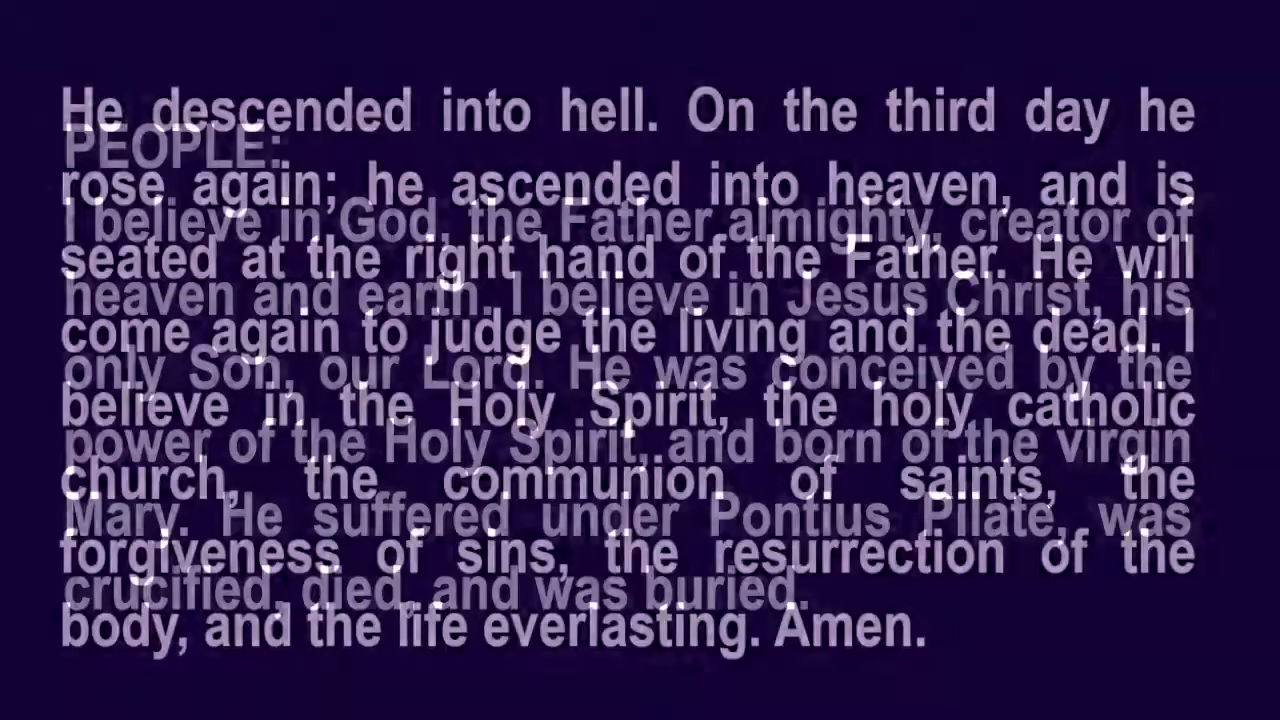 PEOPLE:
I believe in God, the Father almighty, creator of
heaven and earth. I believe in Jesus Christ, his
only Son, our Lord. He was conceived by the
power of the Holy Spirit, and born of the virgin
Mary. He suffered under Pontius Pilate, was
crucified, died, and was buried.
He descended into hell. On the third day he
rose again; he ascended into heaven, and is
seated at the right hand of the Father. He will
come again to judge the living and the dead. I
believe in the Holy Spirit, the holy catholic
church, the communion of saints, the
forgiveness of sins, the resurrection of the
body, and the life everlasting. Amen.